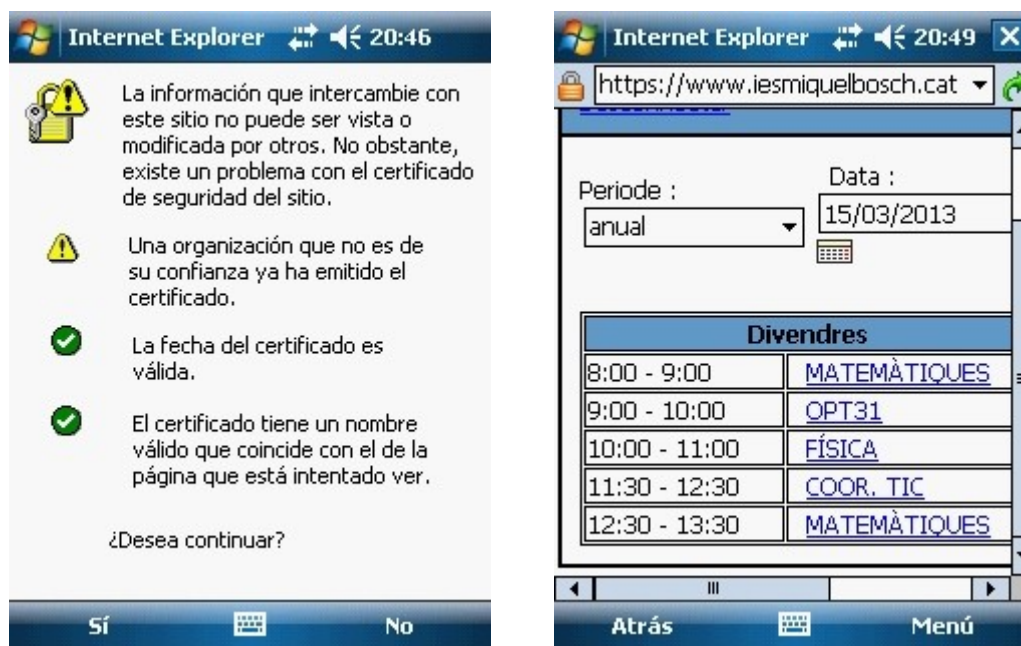 Internet Explorer 20:46
La información que intercambie con
este sitio no puede ser vista o
modificada por otros. No obstante,
existe un problema con el certificado
de seguridad del sitio.
Una organización que no es de
su confianza ya ha emitido el
certificado.
La fecha del certificado es
válida.
El certificado tiene un nombre
válido que coincide con el de la
página que está intentado ver.
¿Desea continuar?
Sí No
Internet Explorer 20:49
https://www.iesmiquelbosch.cat
Periode : Data :
anual 15/03/2013
Divendres
8:00 - 9:00 MATEMÀTIQUES
9:00 - 10:00 OPT31
10:00 - 11:00 FÍSICA
11:30 - 12:30 COOR. TIC
12:30 - 13:30 MATEMÀTIQUES
Atrás Menú